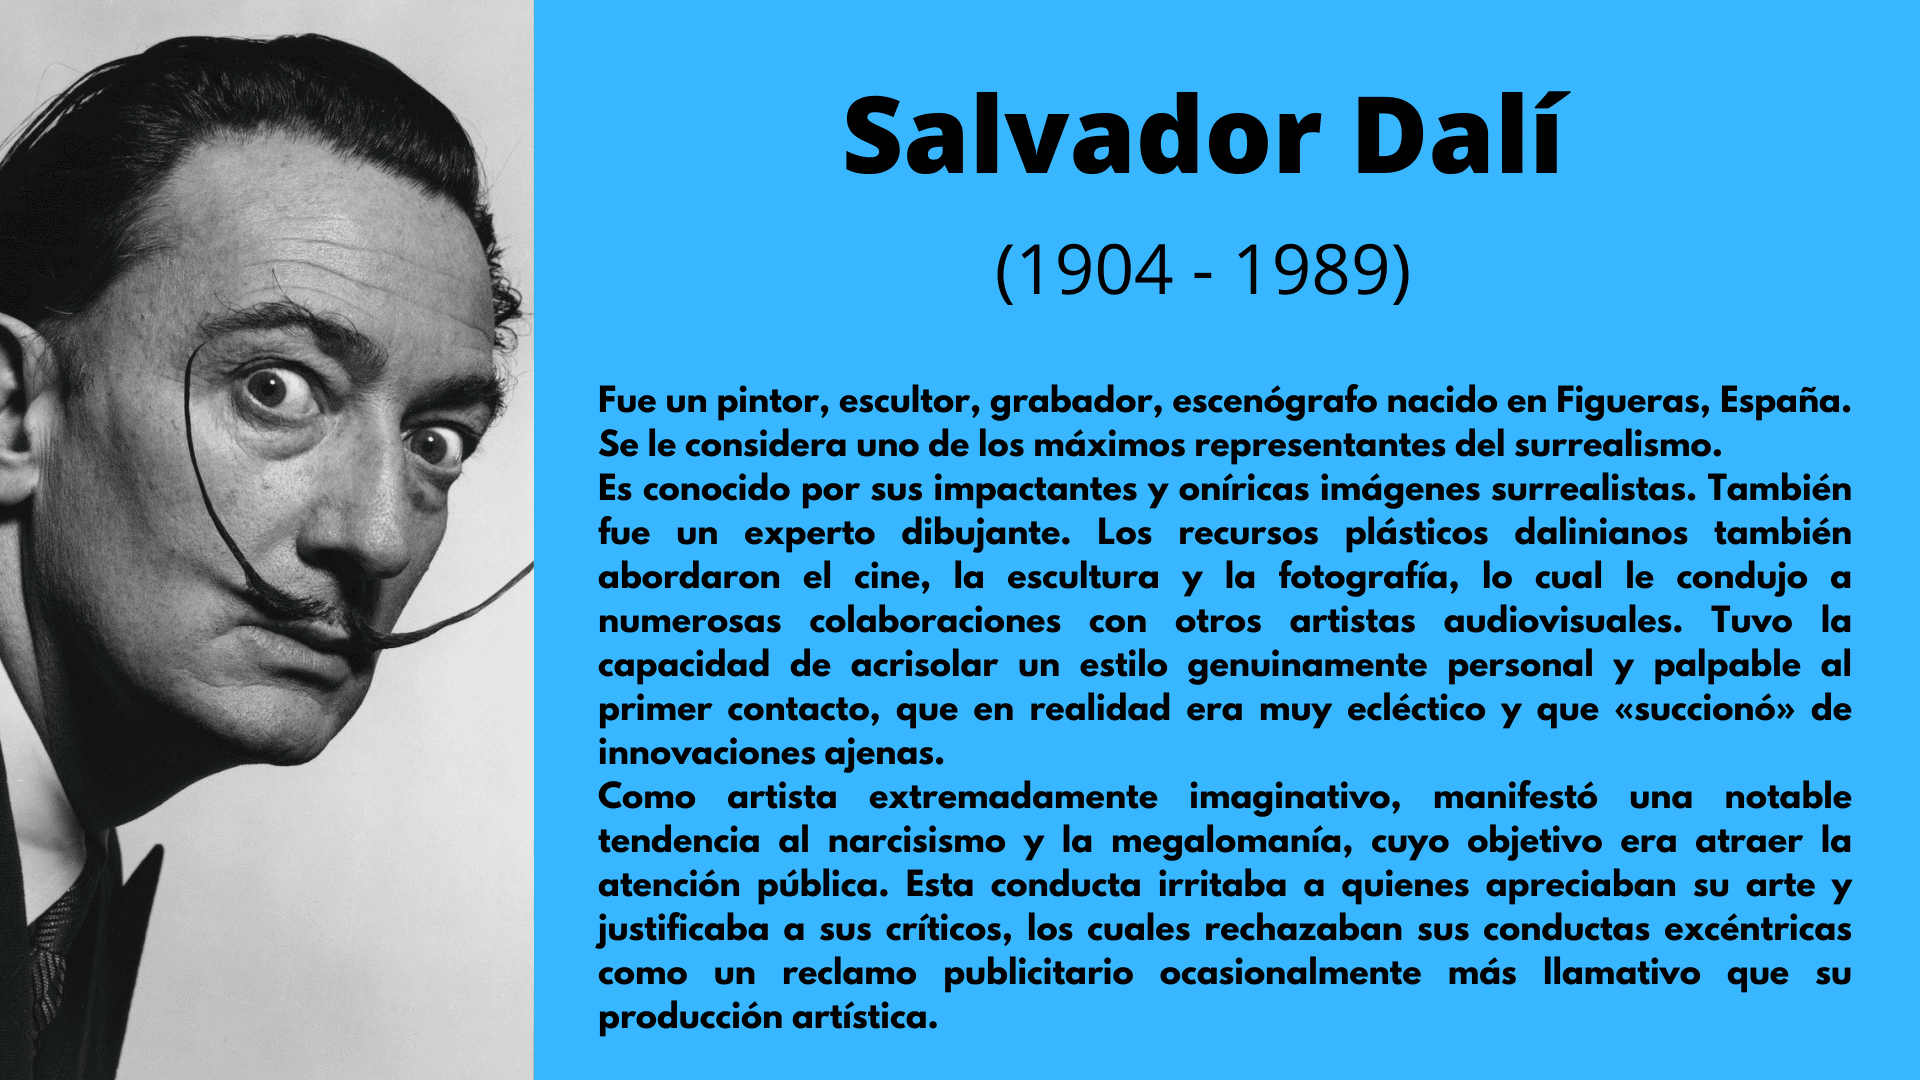 Salvador Dalí
(1904 - 1989)
Fue un pintor, escultor, grabador, escenógrafo nacido en Figueras, España.
Se le considera uno de los máximos representantes del surrealismo.
Es conocido por sus impactantes y oníricas imágenes surrealistas. También
fue un experto dibujante. Los recursos plásticos dalinianos también
abordaron el cine, la escultura y la fotografía, lo cual le condujo a
numerosas colaboraciones con otros artistas audiovisuales. Tuvo la
capacidad de acrisolar un estilo genuinamente personal y palpable al
primer contacto, que en realidad era muy ecléctico y que «succionó» de
innovaciones ajenas.
Como artista extremadamente imaginativo, manifestó una notable
tendencia al narcisismo y la megalomanía, cuyo objetivo era atraer la
atención pública. Esta conducta irritaba a quienes apreciaban su arte y
justificaba a sus críticos, los cuales rechazaban sus conductas excéntricas
como un reclamo publicitario ocasionalmente más llamativo que su
producción artística.